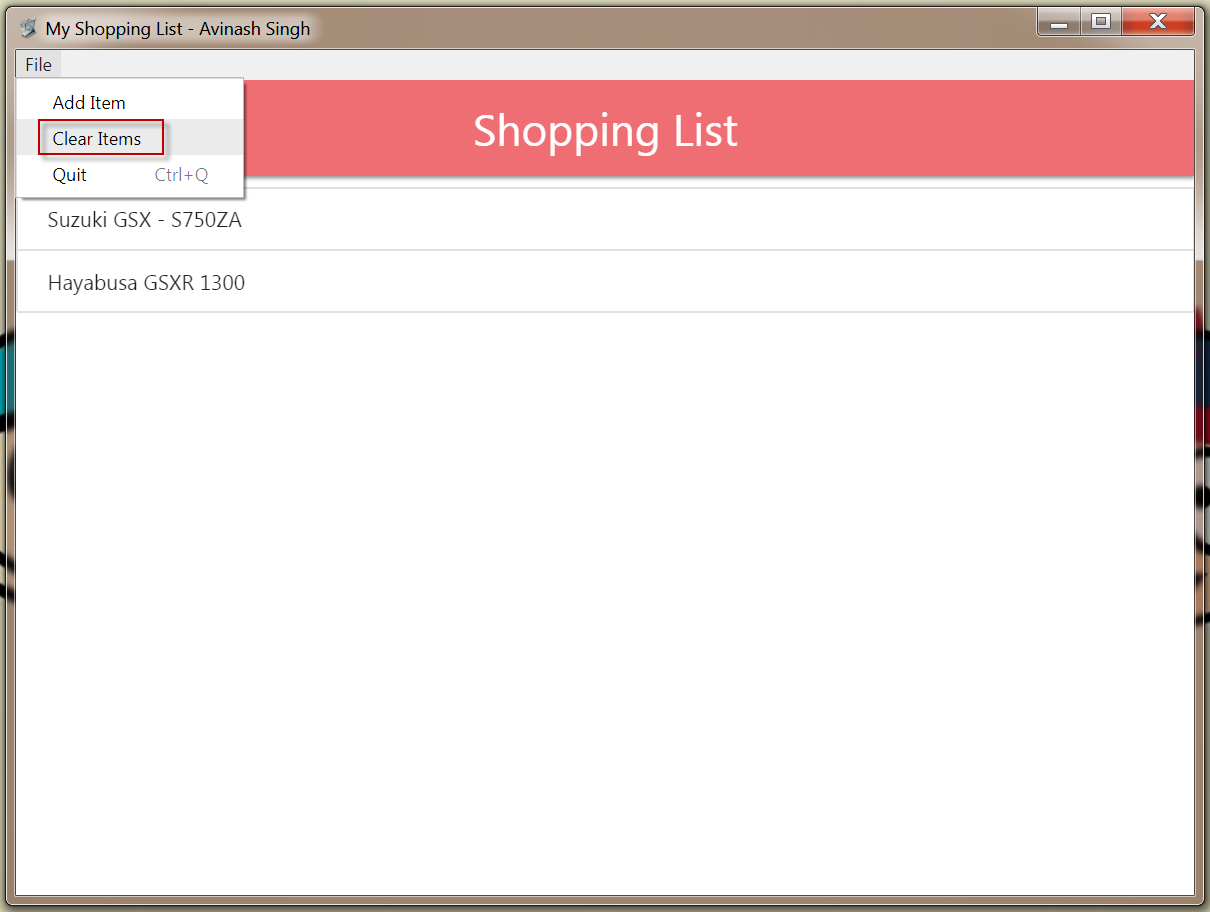 My Shopping List - Avinash Singh
File
Add Item
Clear Items
Quit Ctrl+Q
Shopping List
Suzuki GSX - S750ZA
Hayabusa GSXR 1300